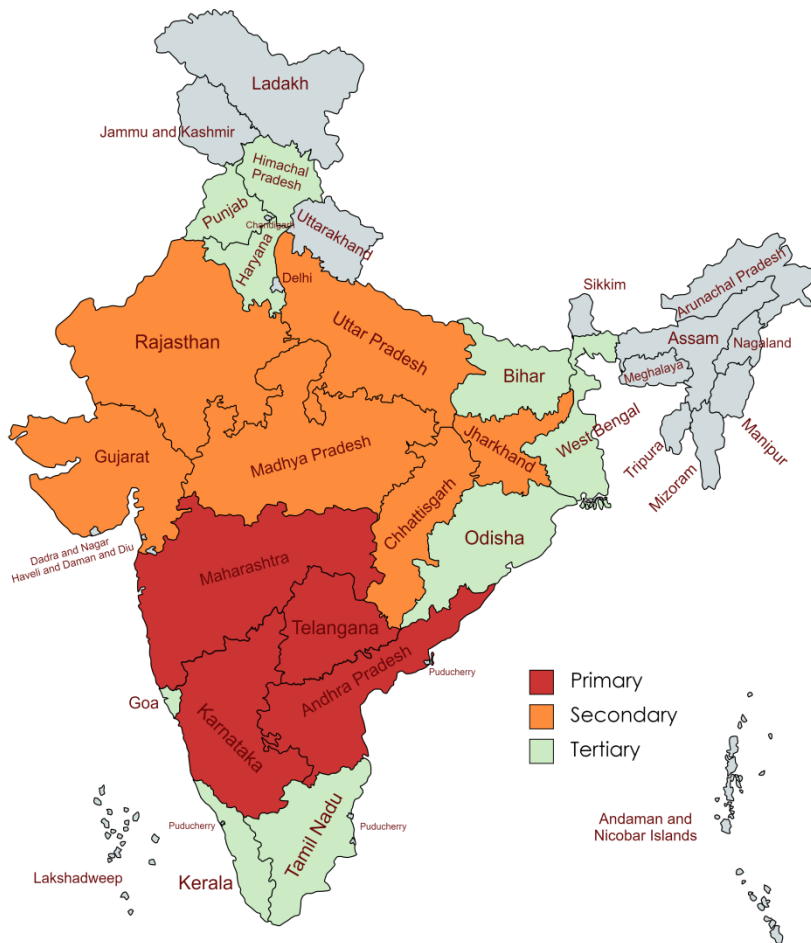 Ladakh
Jammu and Kashmir
Himachal
Pradesh
Punjab
Chandigarh
Uttarakhand
Haryana
Delhi
Rajasthan
Uttar Pradesh
Bihar
Sikkim
Arunachal Pradesh
Assam
Nagaland
Meghalaya
Manipur
Tripura
Mizoram
West Bengal
Jharkhand
Gujarat
Madhya Pradesh
Chhattisgarh
Odisha
Dadra and Nagar
Haveli and Daman and Diu
Maharashtra
Telangana
Andhra Pradesh
Puducherry
Goa
Karnataka
Primary
Secondary
Tertiary
Puducherry
Tamil Nadu
Puducherry
Kerala
Lakshadweep
Andaman and
Nicobar Islands